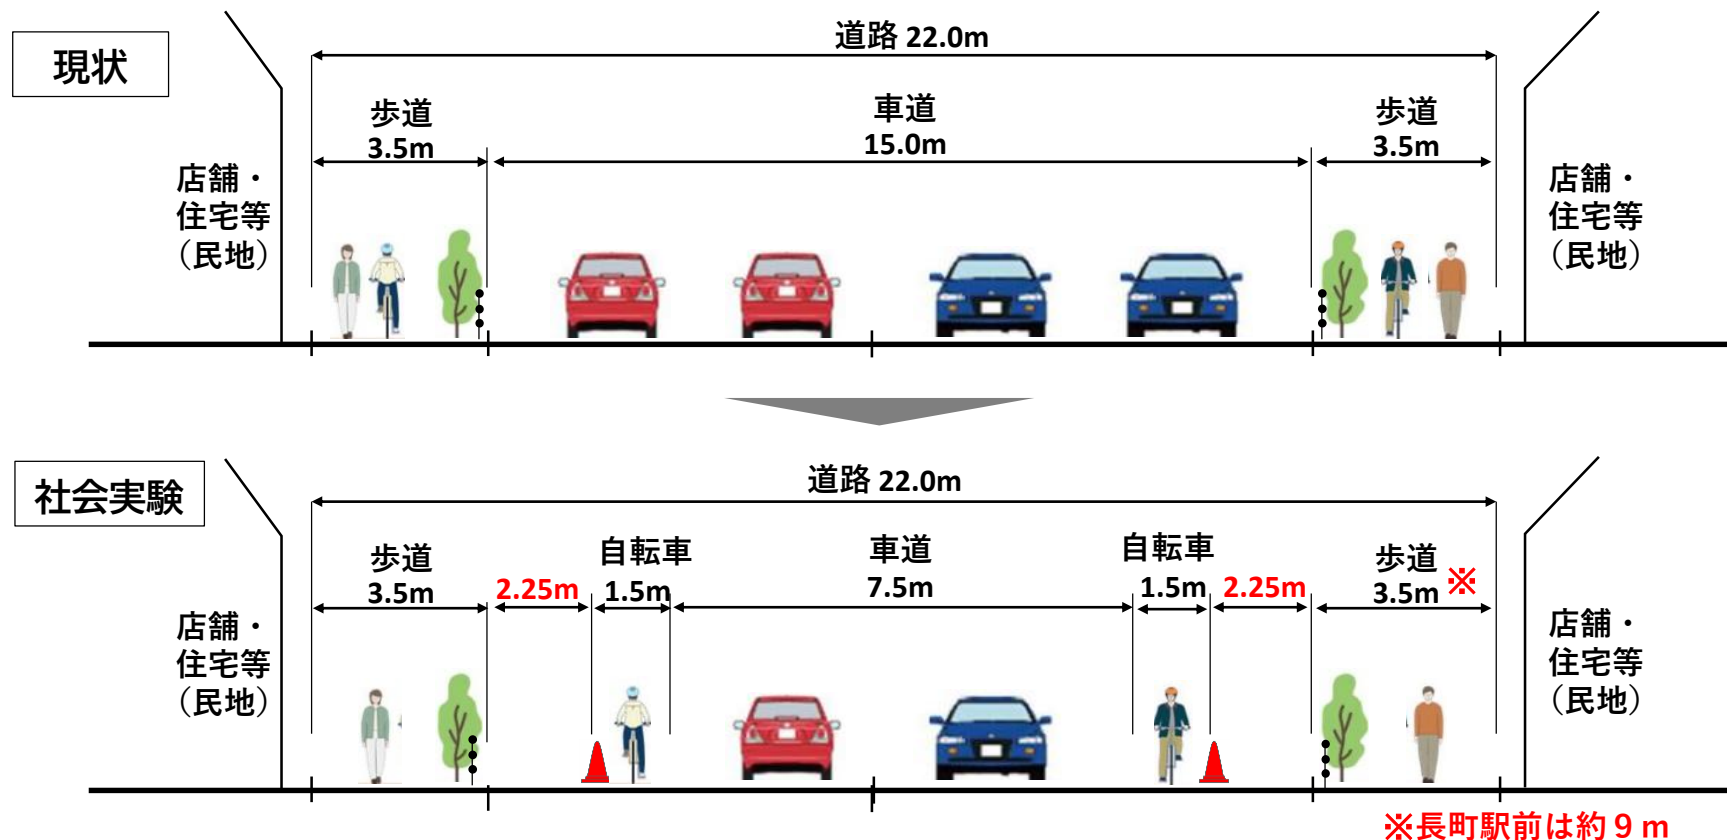 現状
道路 22.0m
歩道
3.5m
車道
15.0m
歩道
3.5m
店舗・
住宅等
（民地）
店舗・
住宅等
（民地）
社会実験
道路 22.0m
歩道
3.5m
2.25m
自転車
1.5m
車道
7.5m
自転車
1.5m
2.25m
歩道
3.5m ※
店舗・
住宅等
（民地）
店舗・
住宅等
（民地）
※長町駅前は約９ｍ